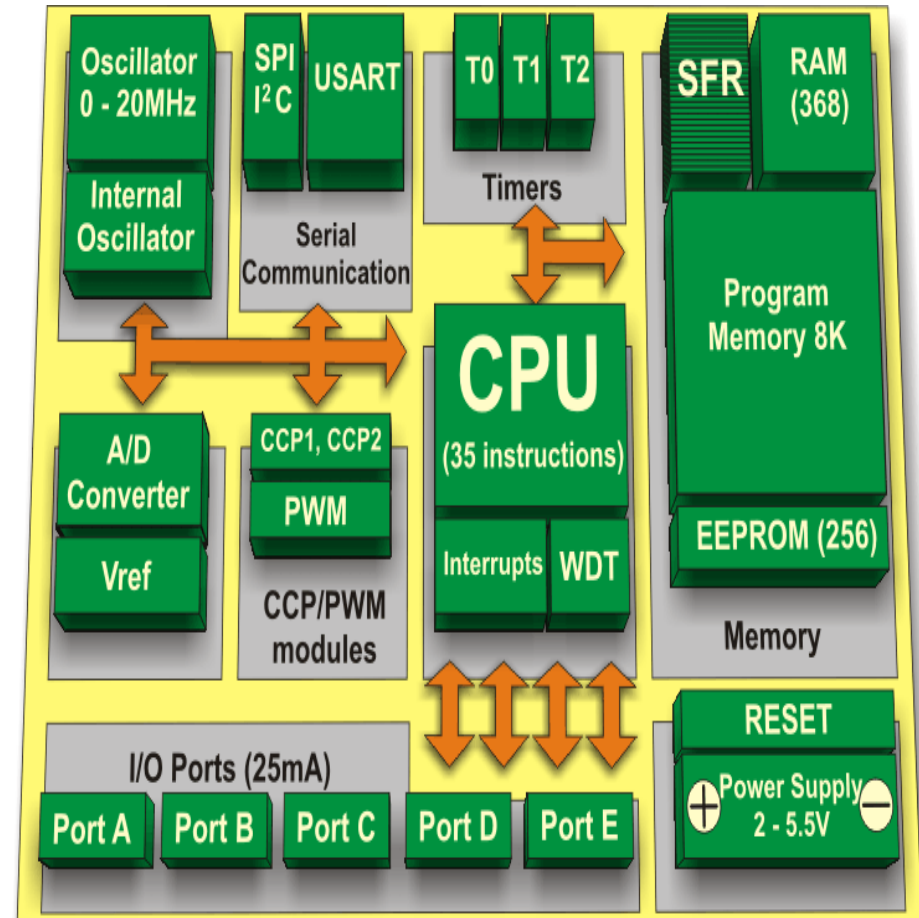 Oscillator
0 - 20MHz
Internal
Oscillator
SPI
I²C
USART
Serial
Communication
T0
T1
T2
Timers
SFR
RAM
(368)
Program
Memory 8K
EEPROM (256)
Memory
CPU
(35 instructions)
Interrupts
WDT
A/D
Converter
Vref
CCP1, CCP2
PWM
CCP/PWM
modules
I/O Ports (25mA)
Port A
Port B
Port C
Port D
Port E
RESET
+ Power Supply -
2 - 5.5V